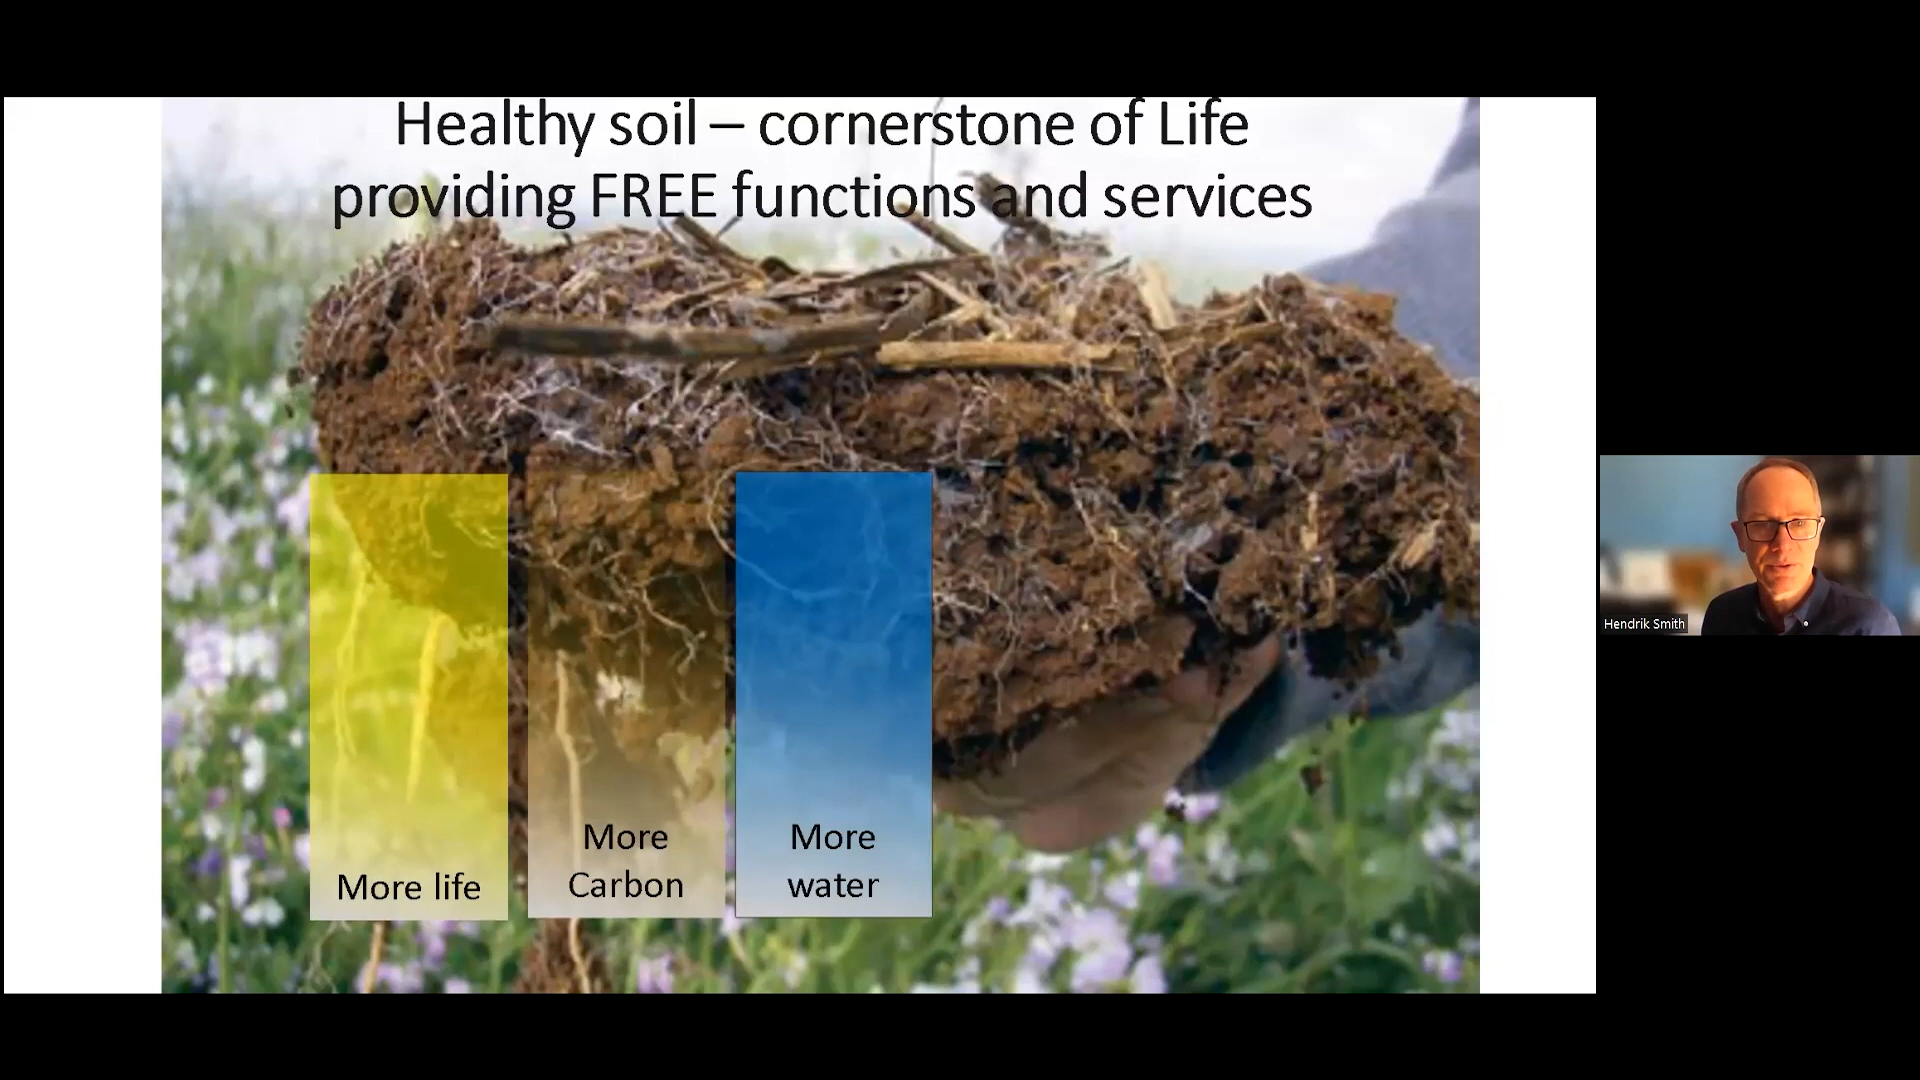 Healthy soil – cornerstone of Life
providing FREE functions and services
More life
More
Carbon
More
water
Hendrik Smith